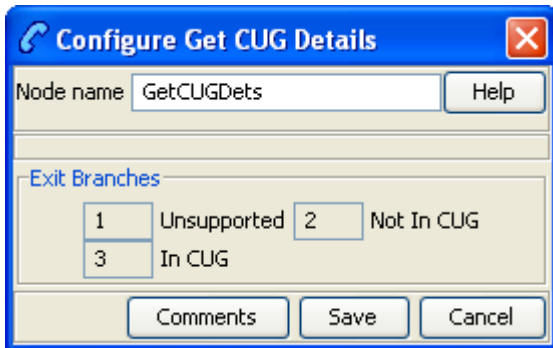 Configure Get CUG Details
Node name GetCUGDets Help
Exit Branches
1 Unsupported 2 Not In CUG
3 In CUG
Comments Save Cancel